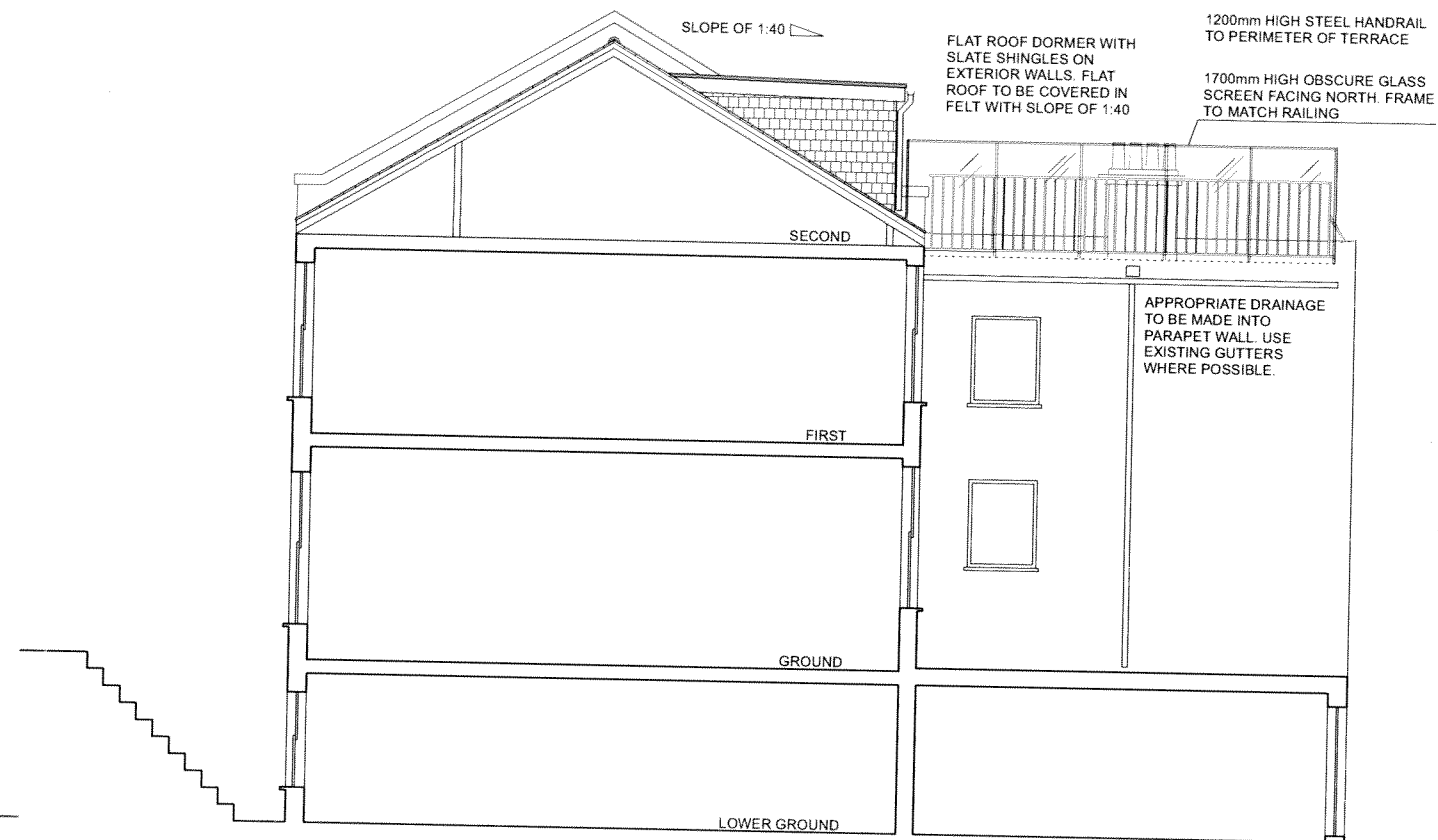 SLOPE OF 1:40
FLAT ROOF DORMER WITH
SLATE SHINGLES ON
EXTERIOR WALLS. FLAT
ROOF TO BE COVERED IN
FELT WITH SLOPE OF 1:40
1200mm HIGH STEEL HANDRAIL
TO PERIMETER OF TERRACE
1700mm HIGH OBSCURE GLASS
SCREEN FACING NORTH. FRAME
TO MATCH RAILING
SECOND
APPROPRIATE DRAINAGE
TO BE MADE INTO
PARAPET WALL. USE
EXISTING GUTTERS
WHERE POSSIBLE.
FIRST
GROUND
LOWER GROUND